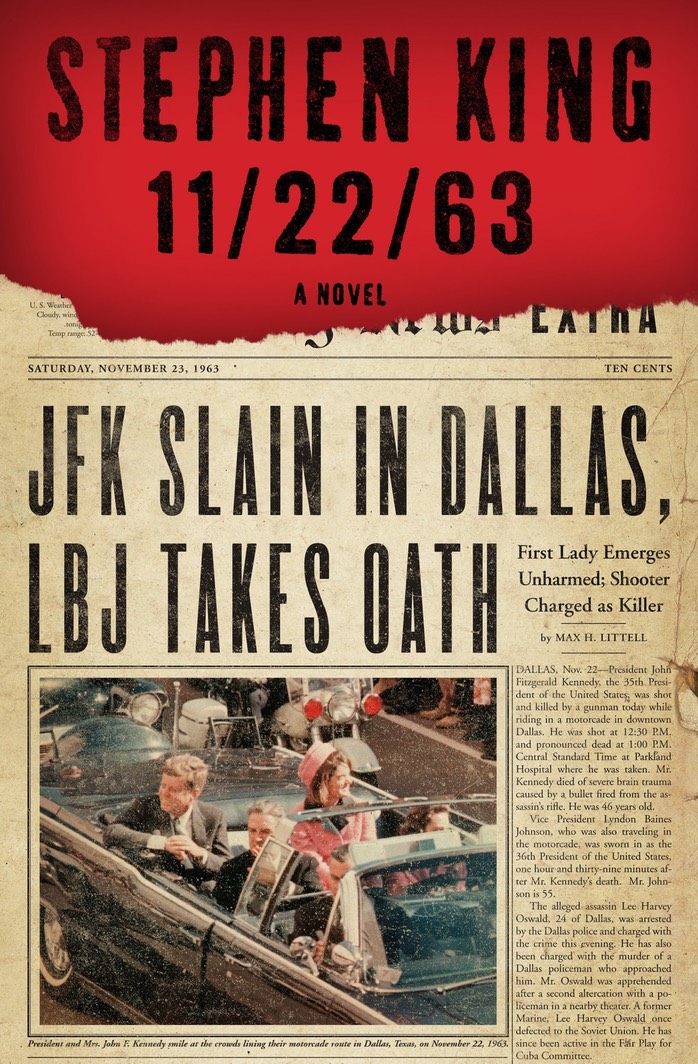 STEPHEN KING
11/22/63
A NOVEL
U. S. Weather
Cloudy, wind
tonig
Temp range: 52-
News EXTRA
SATURDAY, NOVEMBER 23, 1963
TEN CENTS
JFK SLAIN IN DALLAS,
LBJ TAKES OATH
First Lady Emerges
Unharmed; Shooter
Charged as Killer
by MAX H. LITTELL
DALLAS, Nov. 22—President John
Fitzgerald Kennedy, the 35th Presi-
dent of the United States, was shot
and killed by a gunman today while
riding in a motorcade in downtown
Dallas. He was shot at 12:30 P.M.
and pronounced dead at 1:00 P.M.
Central Standard Time at Parkland
Hospital where he was taken. Mr.
Kennedy died of severe brain trauma
caused by a bullet fired from the as-
sassin's rifle. He was 46 years old.
Vice President Lyndon Baines
Johnson, who was also traveling in
the motorcade, was sworn in as the
36th President of the United States,
one hour and thirty-nine minutes af-
ter Mr. Kennedy's death. Mr. John-
son is 55.
The alleged assassin Lee Harvey
Oswald, 24 of Dallas, was arrested
by the Dallas police and charged with
the crime this evening. He has also
been charged with the murder of a
Dallas policeman who approached
him. Mr. Oswald was apprehended
after a second altercation with a po-
liceman in a nearby theater. A former
Marine, Lee Harvey Oswald once
defected to the Soviet Union. He has
since been active in the Fair Play for
Cuba Committee.
President and Mrs. John F. Kennedy smile at the crowds lining their motorcade route in Dallas, Texas, on November 22, 1963.